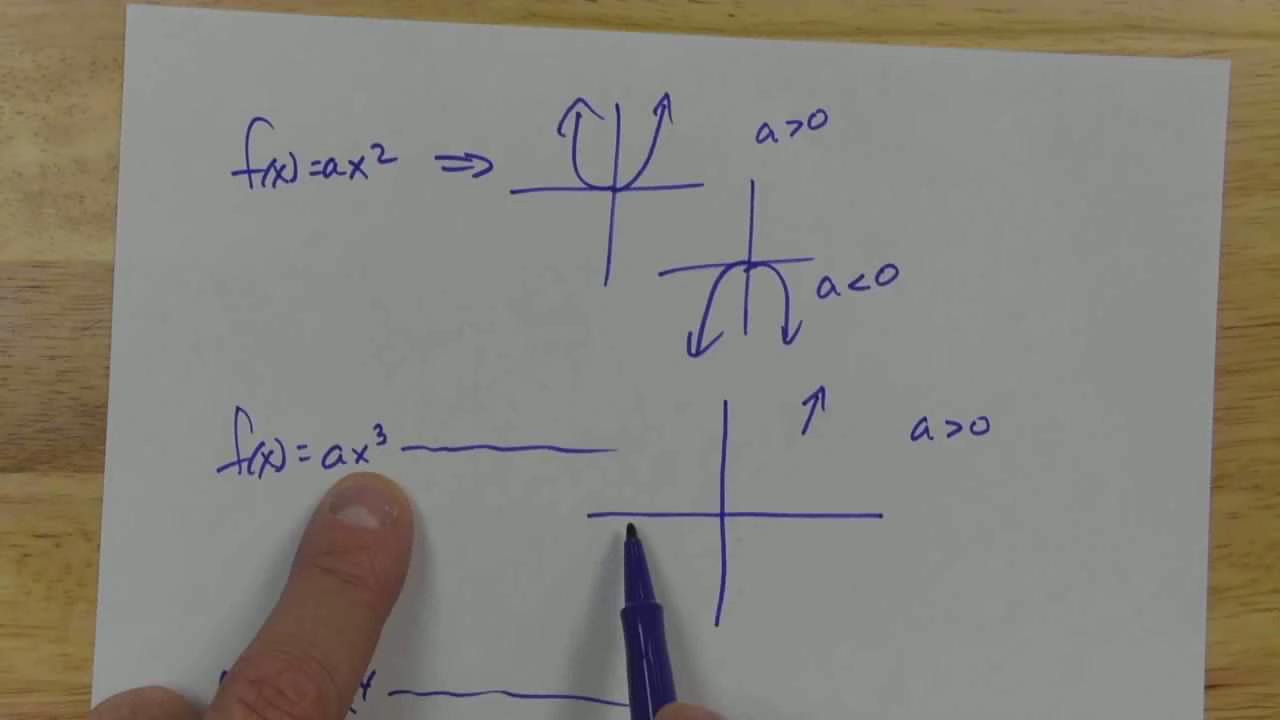 f(x)=ax² ⇒
a>0
a<0
f(x)=ax³
a>0